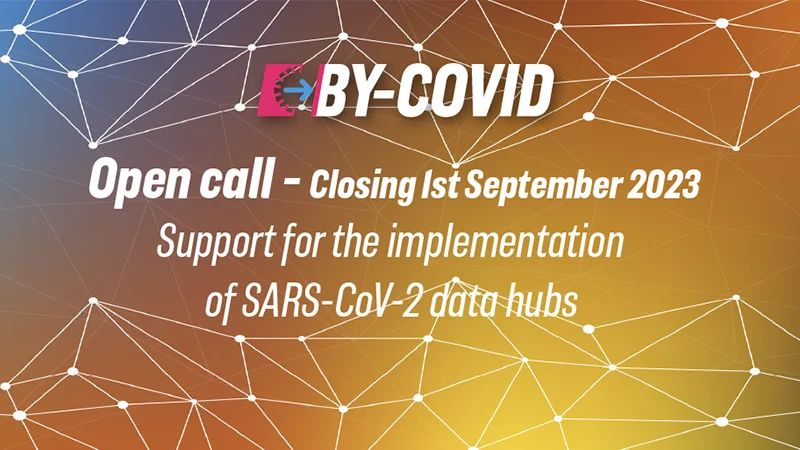 BY-COVID
Open call - Closing 1st September 2023
Support for the implementation
of SARS-CoV-2 data hubs